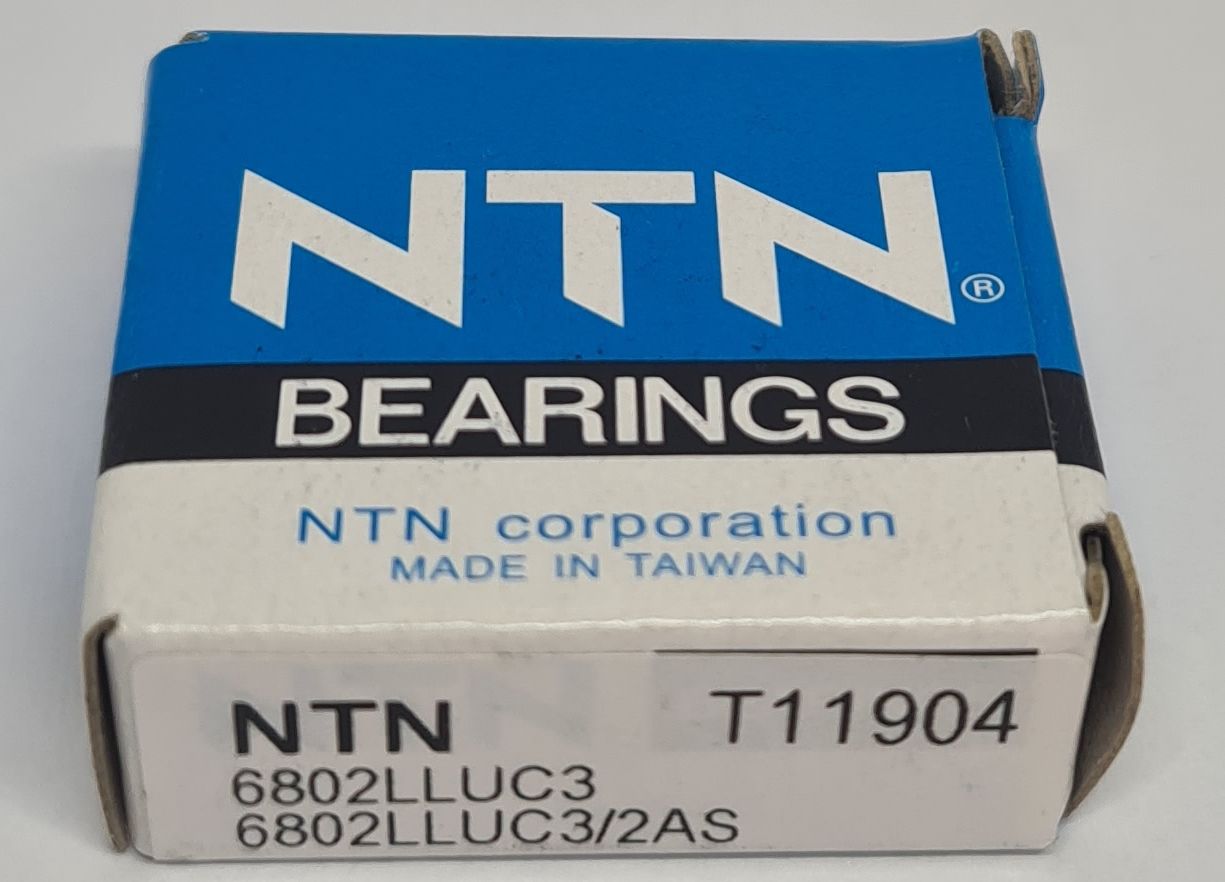 NTN®
BEARINGS
NTN corporation
MADE IN TAIWAN
NTN T11904
6802LLUC3
6802LLUC3/2AS